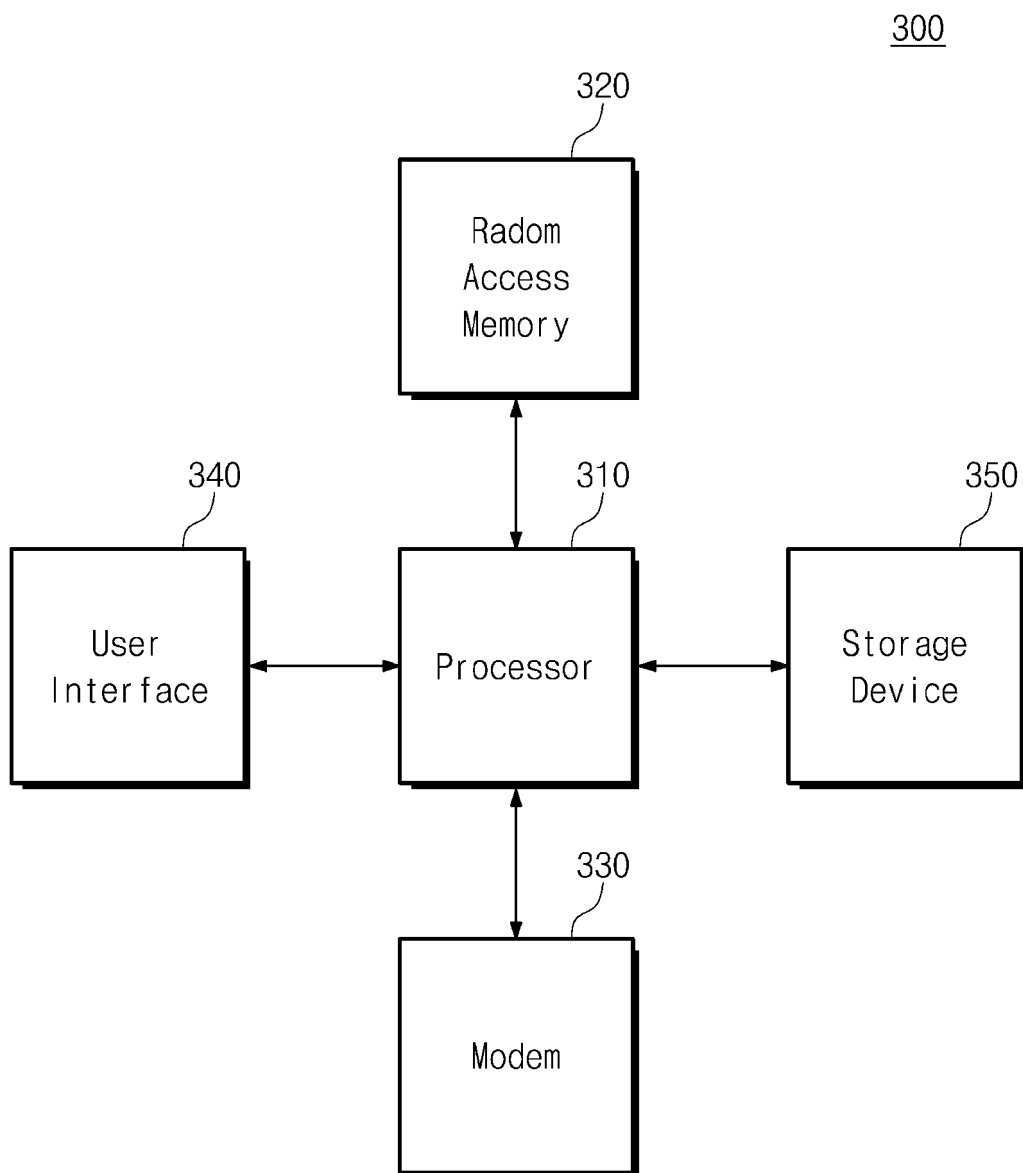 300
320
Radom
Access
Memory
340
310
350
User
Interface
Processor
Storage
Device
330
Modem